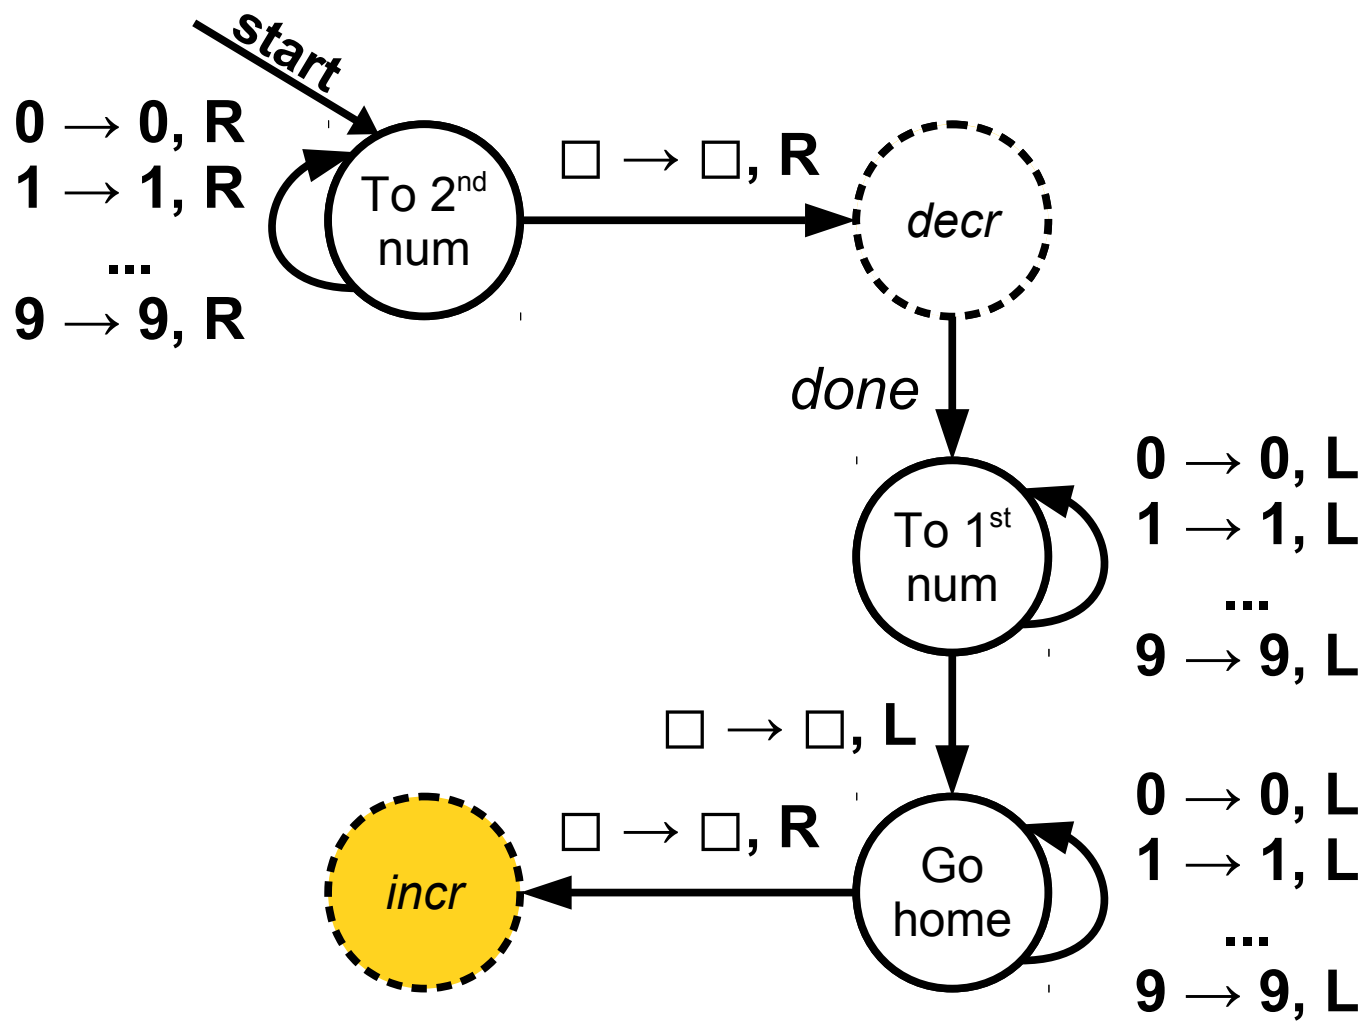 start
0 → 0, R
1 → 1, R
...
9 → 9, R
To 2nd
num
□ → □, R
decr
done
To 1st
num
0 → 0, L
1 → 1, L
...
9 → 9, L
□ → □, L
Go
home
0 → 0, L
1 → 1, L
...
9 → 9, L
□ → □, R
incr